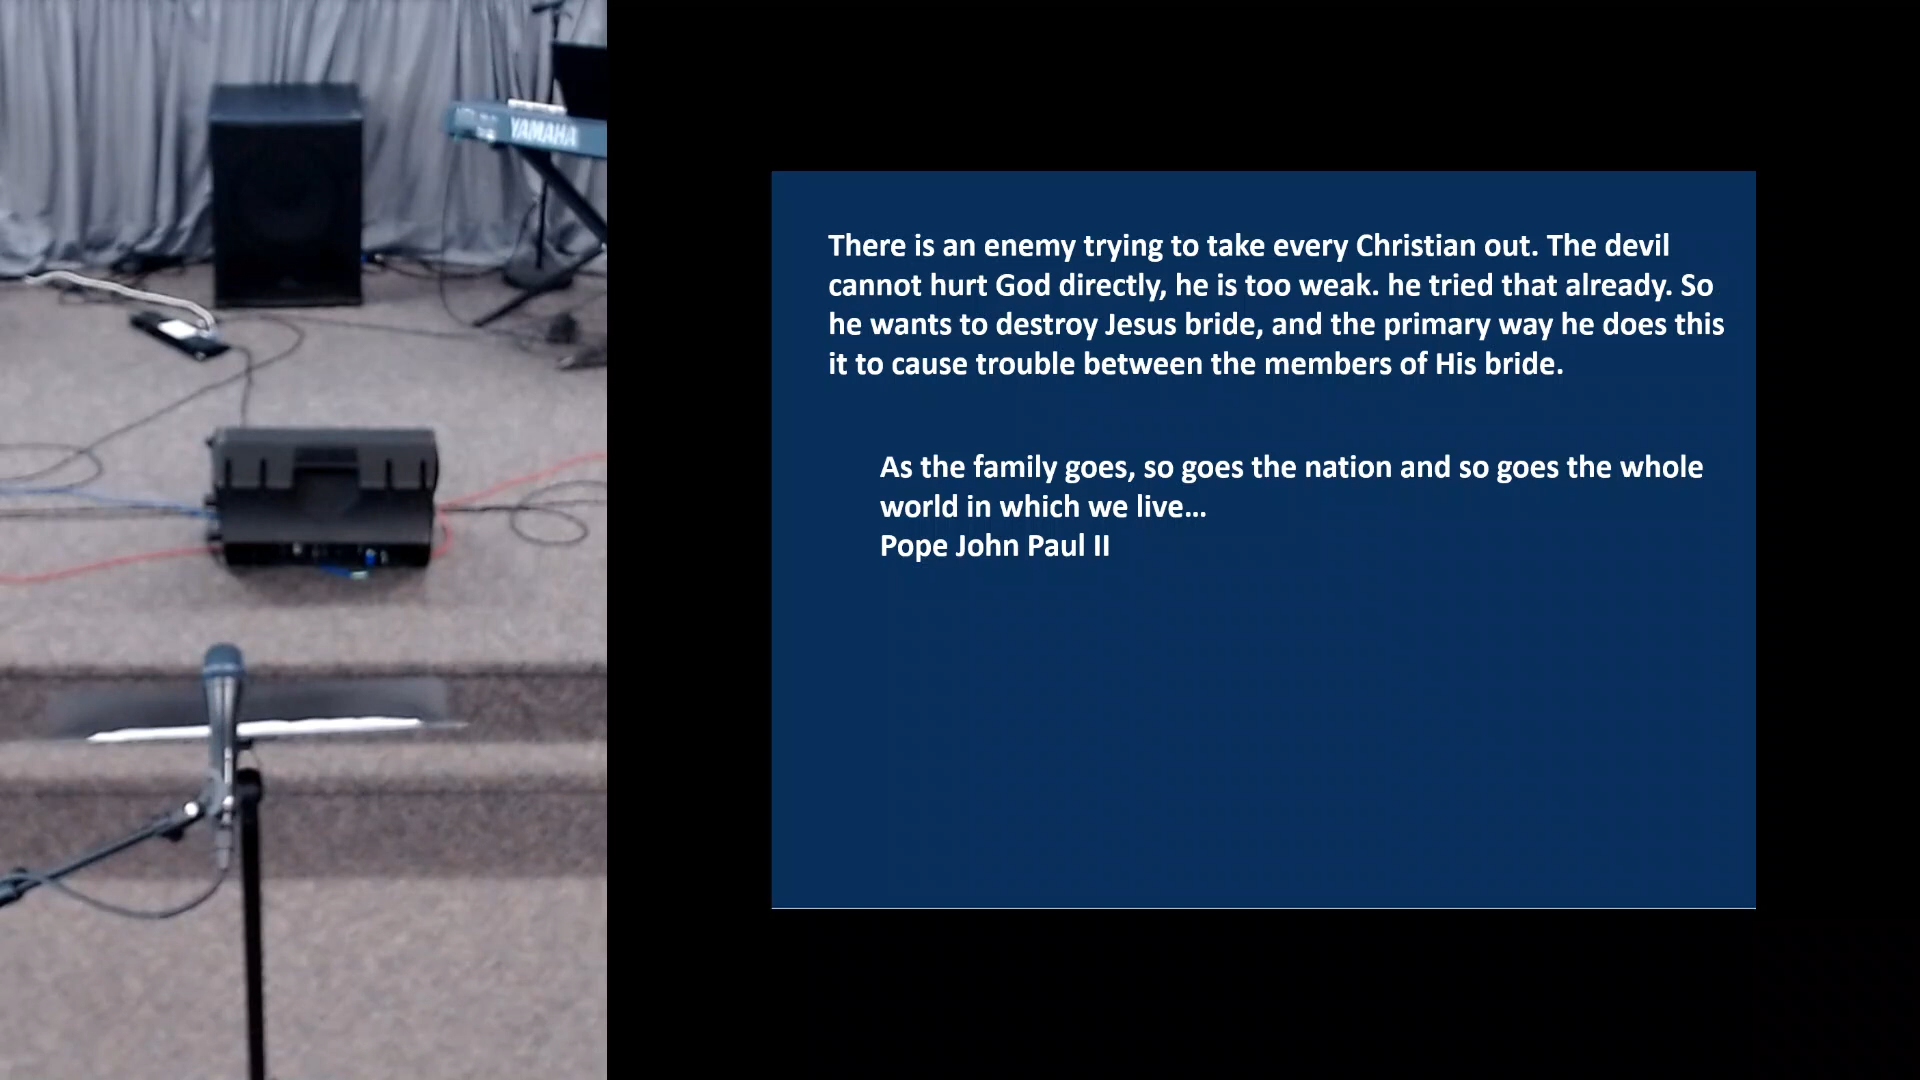 YAMAHA
There is an enemy trying to take every Christian out. The devil
cannot hurt God directly, he is too weak. he tried that already. So
he wants to destroy Jesus bride, and the primary way he does this
it to cause trouble between the members of His bride.
As the family goes, so goes the nation and so goes the whole
world in which we live...
Pope John Paul II